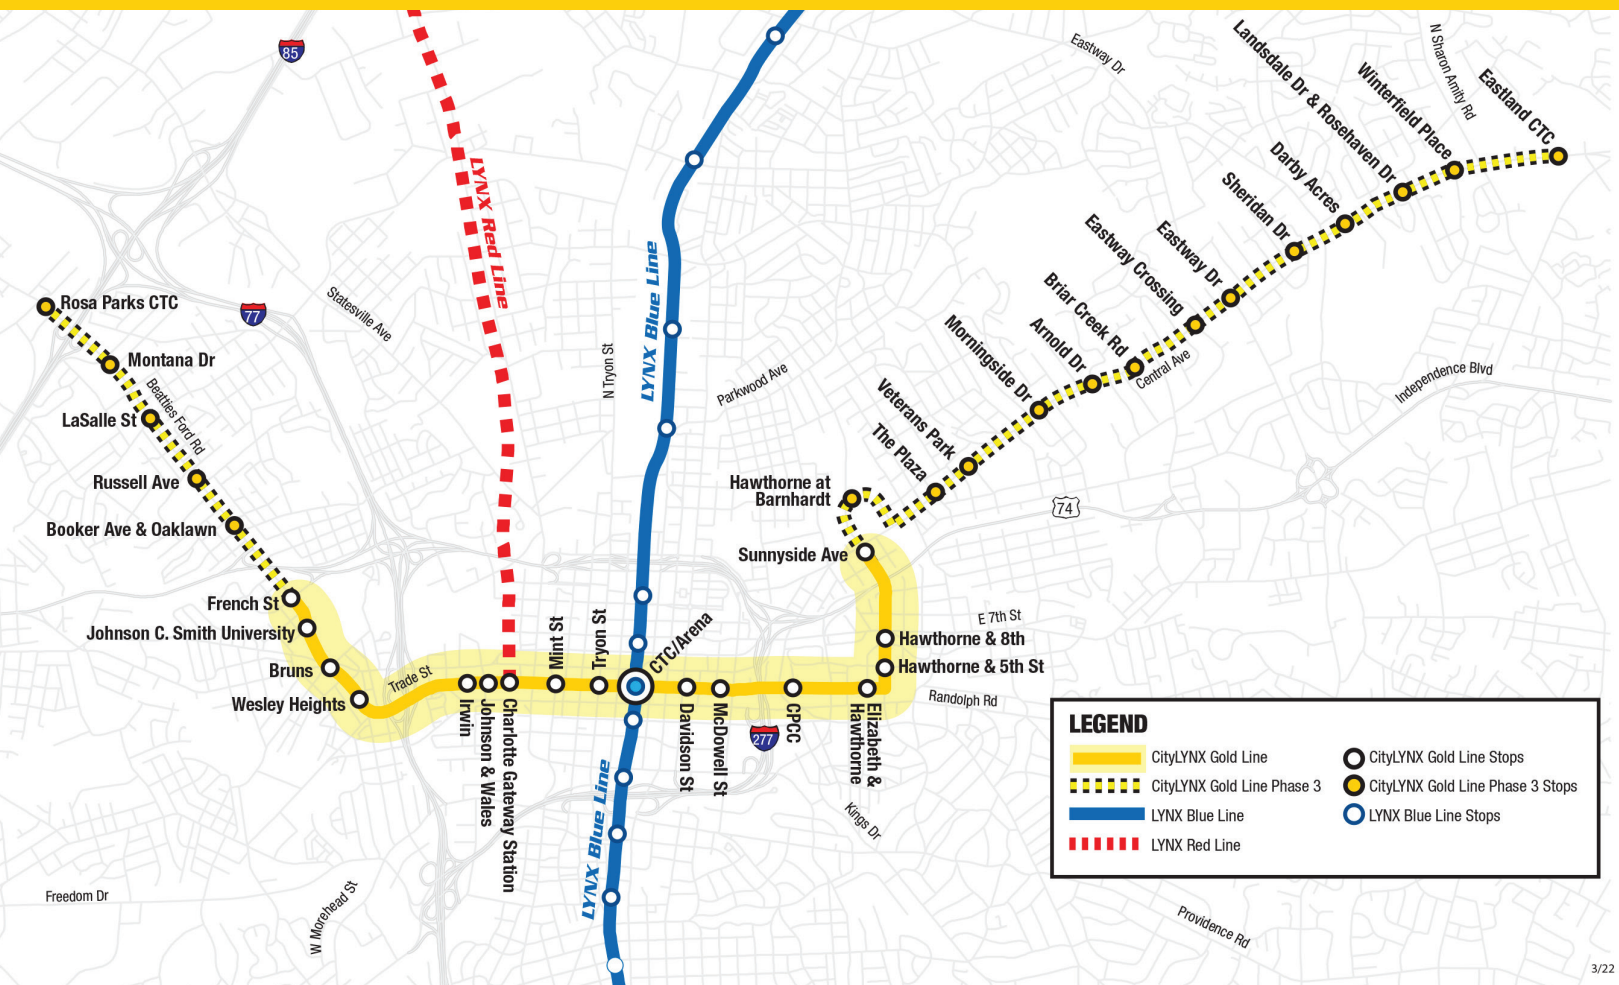 85
Eastway Dr
N Sharon Amity Rd
Landsdale Dr & Rosehaven Dr
Winterfield Place
Eastland CTC
Darby Acres
Sheridan Dr
Eastway Dr
Eastway Crossing
Briar Creek Rd
Arnold Dr
Morningside Dr
Central Ave
Independence Blvd
Veterans Park
The Plaza
LYNX Red Line
LYNX Blue Line
Rosa Parks CTC
77
Statesville Ave
N Tryon St
Parkwood Ave
Montana Dr
Beatties Ford Rd
LaSalle St
Russell Ave
Booker Ave & Oaklawn
Hawthorne at
Barnhardt
74
Sunnyside Ave
French St
Johnson C. Smith University
Bruns
Wesley Heights
Trade St
Mint St
Tryon St
CTC/Arena
E 7th St
Hawthorne & 8th
Hawthorne & 5th St
Randolph Rd
Irwin
Johnson & Wales
Charlotte Gateway Station
Davidson St
McDowell St
277
CPCC
Elizabeth &
Hawthorne
Kings Dr
LYNX Blue Line
Freedom Dr
W Morehead St
Providence Rd
LEGEND
CityLYNX Gold Line
CityLYNX Gold Line Phase 3
LYNX Blue Line
LYNX Red Line
CityLYNX Gold Line Stops
CityLYNX Gold Line Phase 3 Stops
LYNX Blue Line Stops
3/22